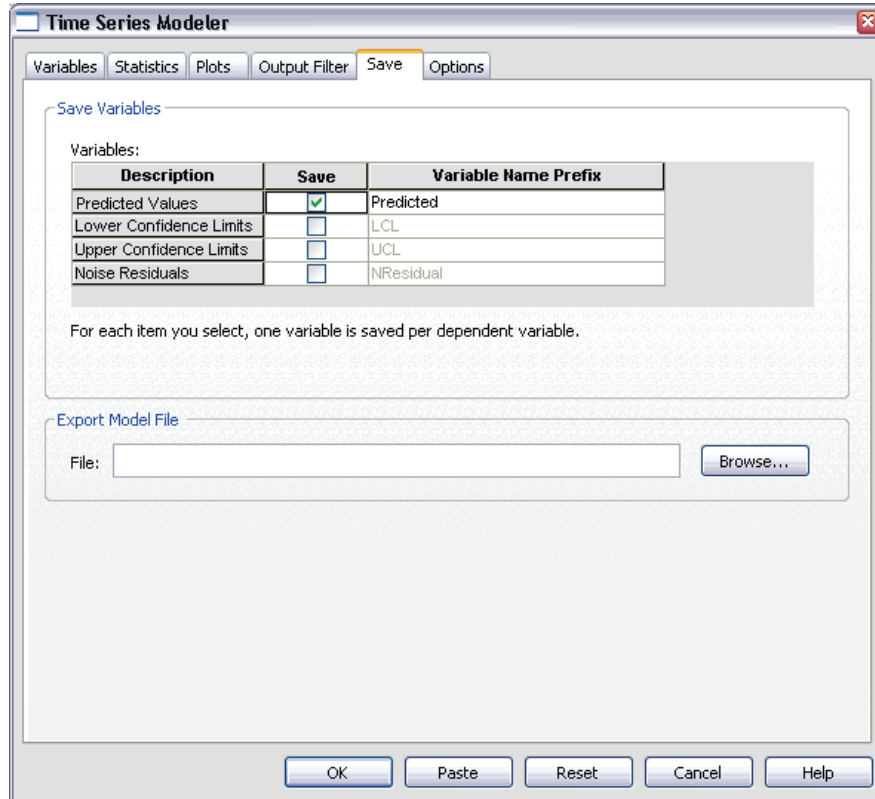 Time Series Modeler
Variables Statistics Plots Output Filter Save Options
Save Variables
Variables:
Description Save Variable Name Prefix
Predicted Values Predicted
Lower Confidence Limits LCL
Upper Confidence Limits UCL
Noise Residuals NResidual
For each item you select, one variable is saved per dependent variable.
Export Model File
File: Browse...
OK Paste Reset Cancel Help